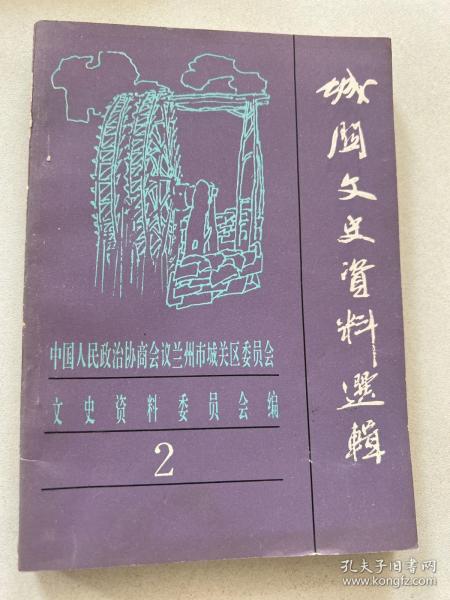 城関文史資料選輯
中国人民政治协商会议兰州市城关区委员会
文史资料委员会编
2
孔夫子旧书网
www.kongfz.com